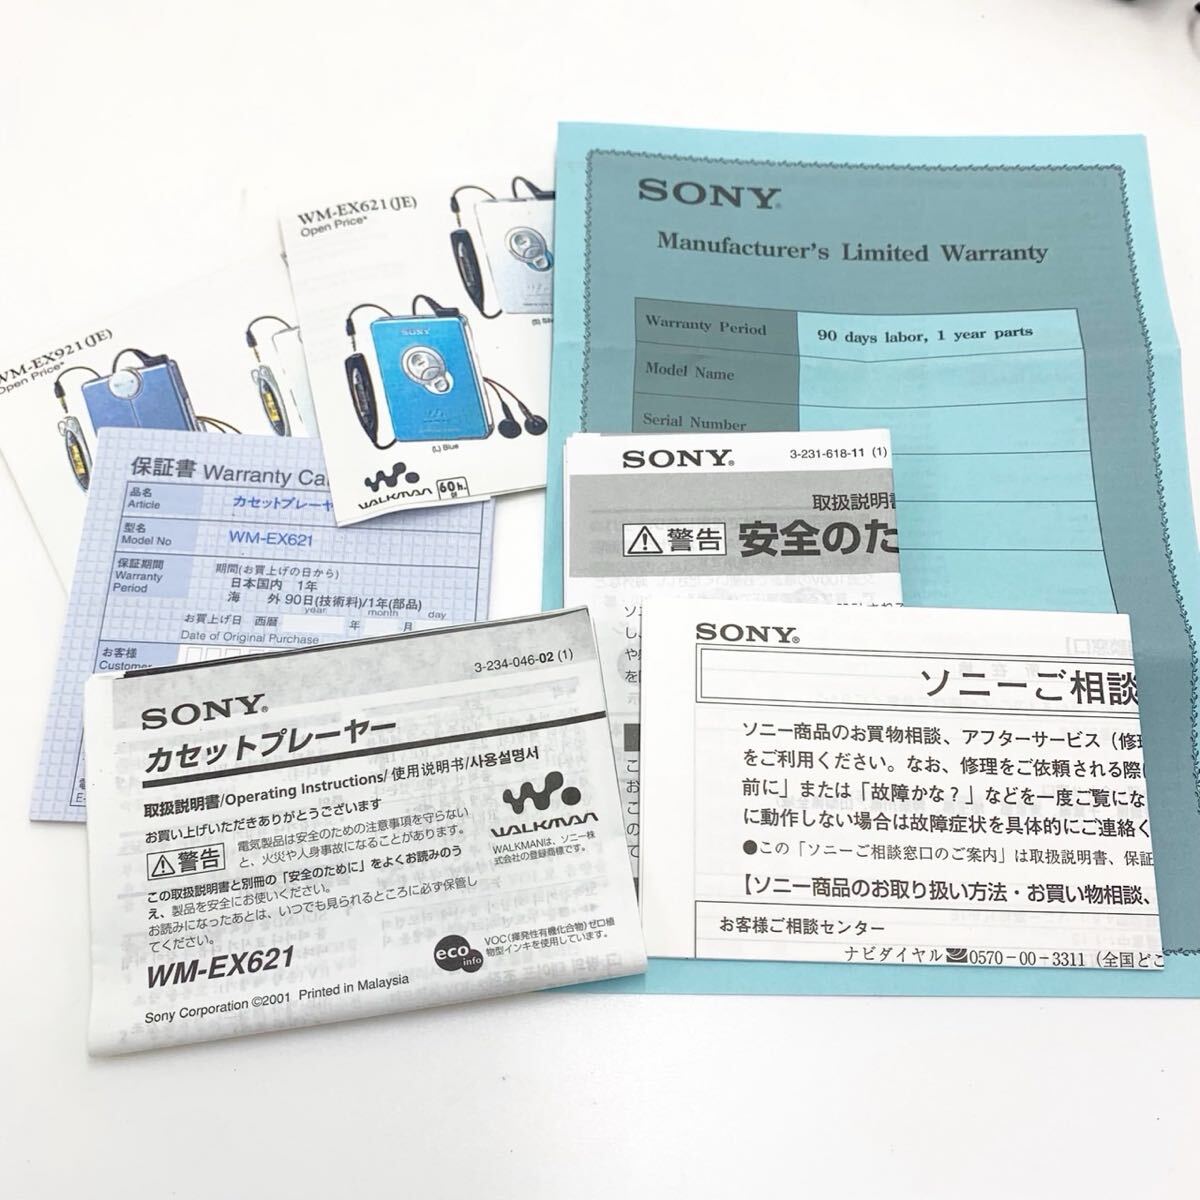 WM-EX621(JE)
Open Price*
(L) Blue
WALKMAN
60h.
WM-EX921(JE)
Open Price*
SONY
Manufacturer's Limited Warranty
Warranty Period
90 days labor, 1 year parts
Model Name
Serial Number
保証書 Warranty Ca
品名
Article
カセットプレーヤ
型名
Model No
WM-EX621
保証期間
Warranty
Period
期間(お買上げの日から)
日本国内 1年
海 外 90日(技術料)/1年(部品)
year month day
お買上げ日 西暦 年 月
Date of Original Purchase
お客様
Customer
SONY®
3-231-618-11 (1)
取扱説明書
警告 安全のた
SONY®
ソニーご相談
ソニー商品のお買物相談、アフターサービス(修
をご利用ください。なお、修理をご依頼される際
前に」または「故障かな?」などを一度ご覧にな
に動作しない場合は故障症状を具体的にご連絡く
●この「ソニーご相談窓口のご案内」は取扱説明書、保証
【ソニー商品のお取り扱い方法・お買い物相談、
お客様ご相談センター
ナビダイヤル 0570-00-3311 (全国どこ
3-234-046-02 (1)
SONY®
カセットプレーヤー
取扱説明書/Operating Instructions/使用说明书/사용설명서
お買い上げいただきありがとうございます
警告
電気製品は安全のための注意事項を守らない
と、火災や人身事故になることがあります。
この取扱説明書と別冊の「安全のために」をよくお読みのう
え、製品を安全にお使いください。
お読みになったあとは、いつでも見られるところに必ず保管し
てください。
WALKMAN
WALKMANは、ソニー株
式会社の登録商標です。
WM-EX621
eco info
VOC(揮発性有機化合物)ゼロ植
物型インキを使用しています。
Sony Corporation ©2001 Printed in Malaysia